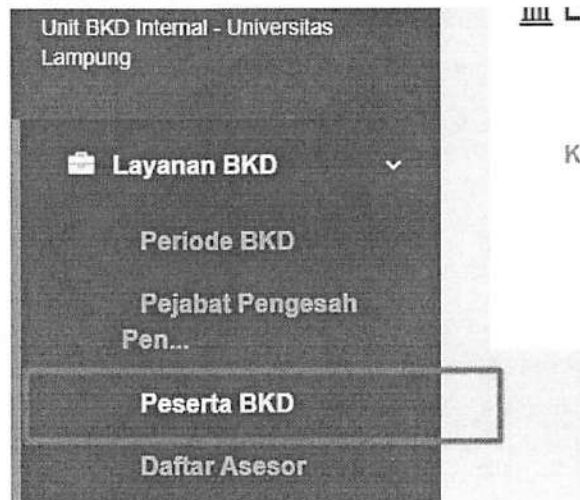 Unit BKD Internal - Universitas
Lampung
Layanan BKD
K
Periode BKD
Pejabat Pengesah
Pen...
Peserta BKD
Daftar Asesor